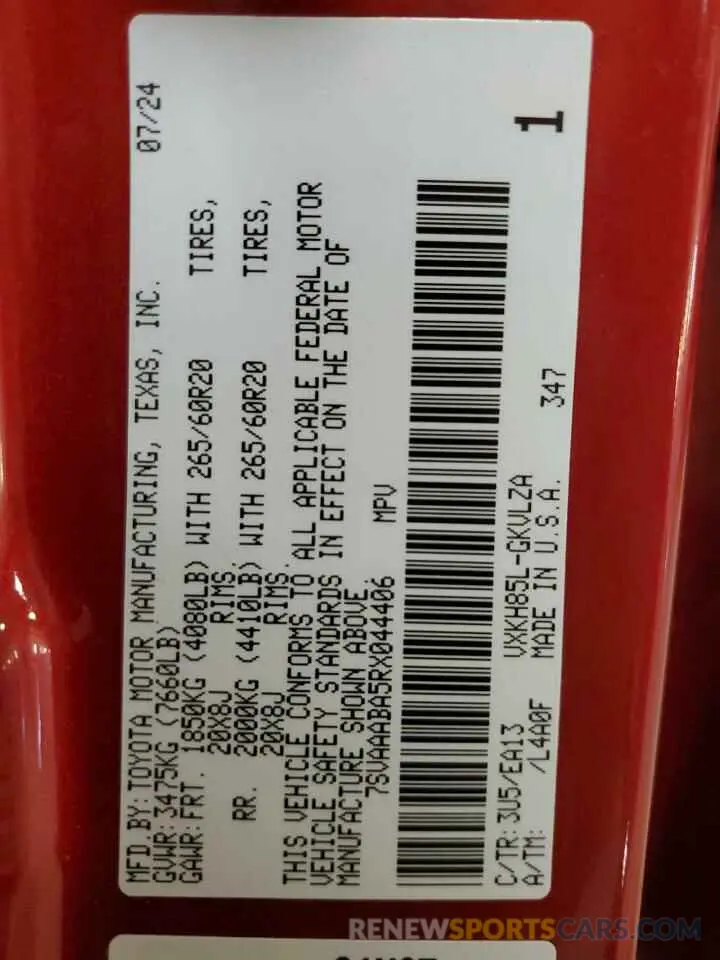 MFD.BY:TOYOTA MOTOR MANUFACTURING, TEXAS, INC. 07/24
GVWR:3475KG (7660LB)
GAWR:FRT. 1850KG (4080LB) WITH 265/60R20 TIRES,
20X8J RIMS.
RR. 2000KG (4410LB) WITH 265/60R20 TIRES,
20X8J RIMS.
THIS VEHICLE CONFORMS TO ALL APPLICABLE FEDERAL MOTOR
VEHICLE SAFETY STANDARDS IN EFFECT ON THE DATE OF
MANUFACTURE SHOWN ABOVE.
7SVAAABA5RX044406 MPV
C/TR:3U5/EA13 VXKH85L-GKVLZA
A/TM: /L4A0F MADE IN U.S.A. 347
1
RENEWSPORTSCARS.COM